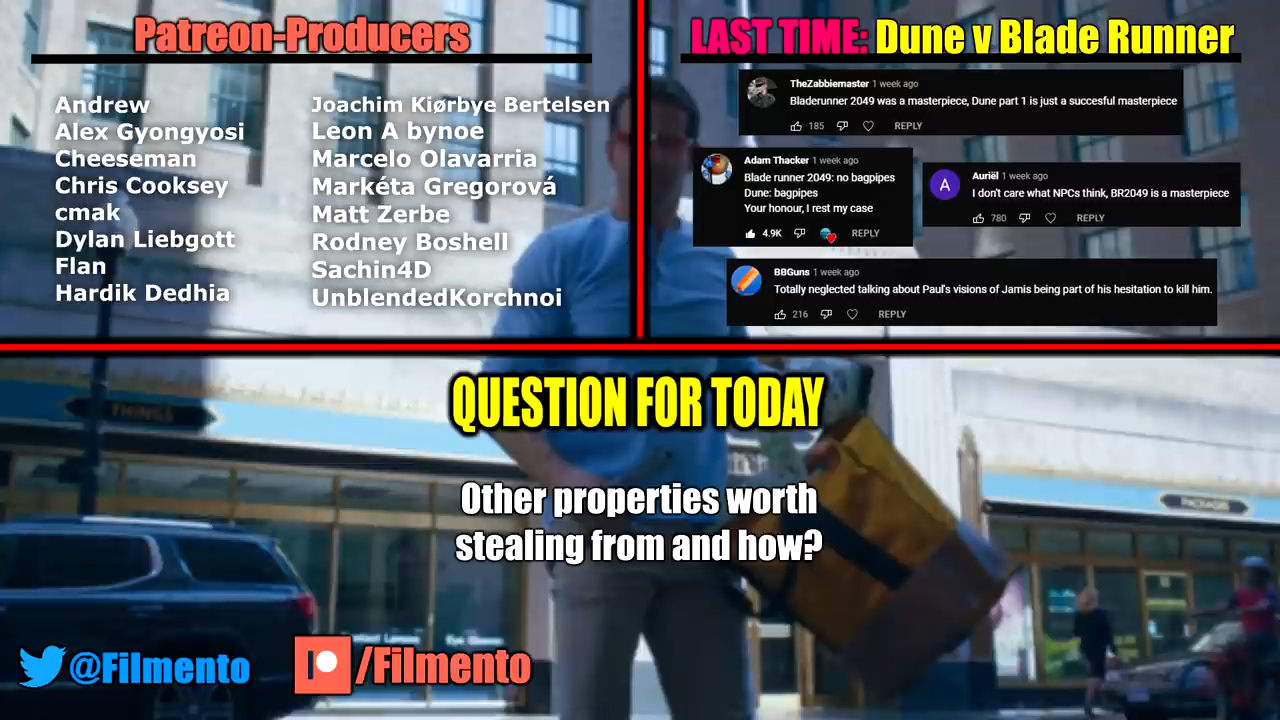 Patreon-Producers
Andrew
Alex Gyongyosi
Cheeseman
Chris Cooksey
cmak
Dylan Liebgott
Flan
Hardik Dedhia
Joachim Kiørbye Bertelsen
Leon A bynoe
Marcelo Olavarria
Markéta Gregorová
Matt Zerbe
Rodney Boshell
Sachin4D
UnblendedKorchnoi
LAST TIME: Dune v Blade Runner
TheZabbiemaster 1 week ago
Bladerunner 2049 was a masterpiece, Dune part 1 is just a succesful masterpiece
185 REPLY
Adam Thacker 1 week ago
Blade runner 2049: no bagpipes
Dune: bagpipes
Your honour, I rest my case
4.9K REPLY
A
Auriël 1 week ago
I don't care what NPCs think, BR2049 is a masterpiece
780 REPLY
BBGuns 1 week ago
Totally neglected talking about Paul's visions of Jamis being part of his hesitation to kill him.
216 REPLY
QUESTION FOR TODAY
Other properties worth
stealing from and how?
THINGS
PACKAGES
@Filmento
/Filmento